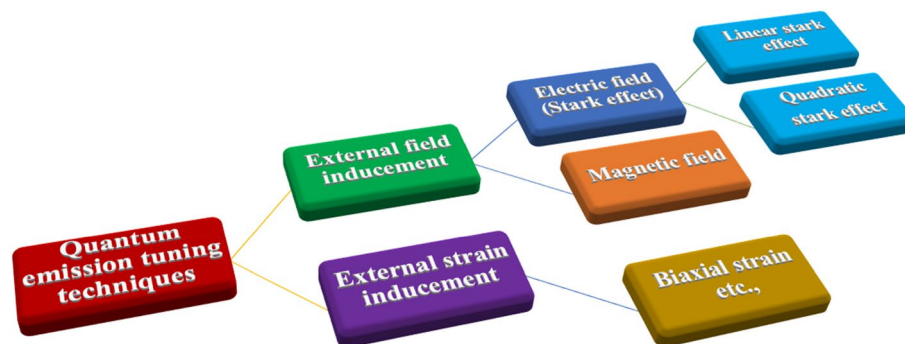 Quantum
emission tuning
techniques
External field
inducement
Electric field
(Stark effect)
Linear stark
effect
Quadratic
stark effect
Magnetic field
External strain
inducement
Biaxial strain
etc.,